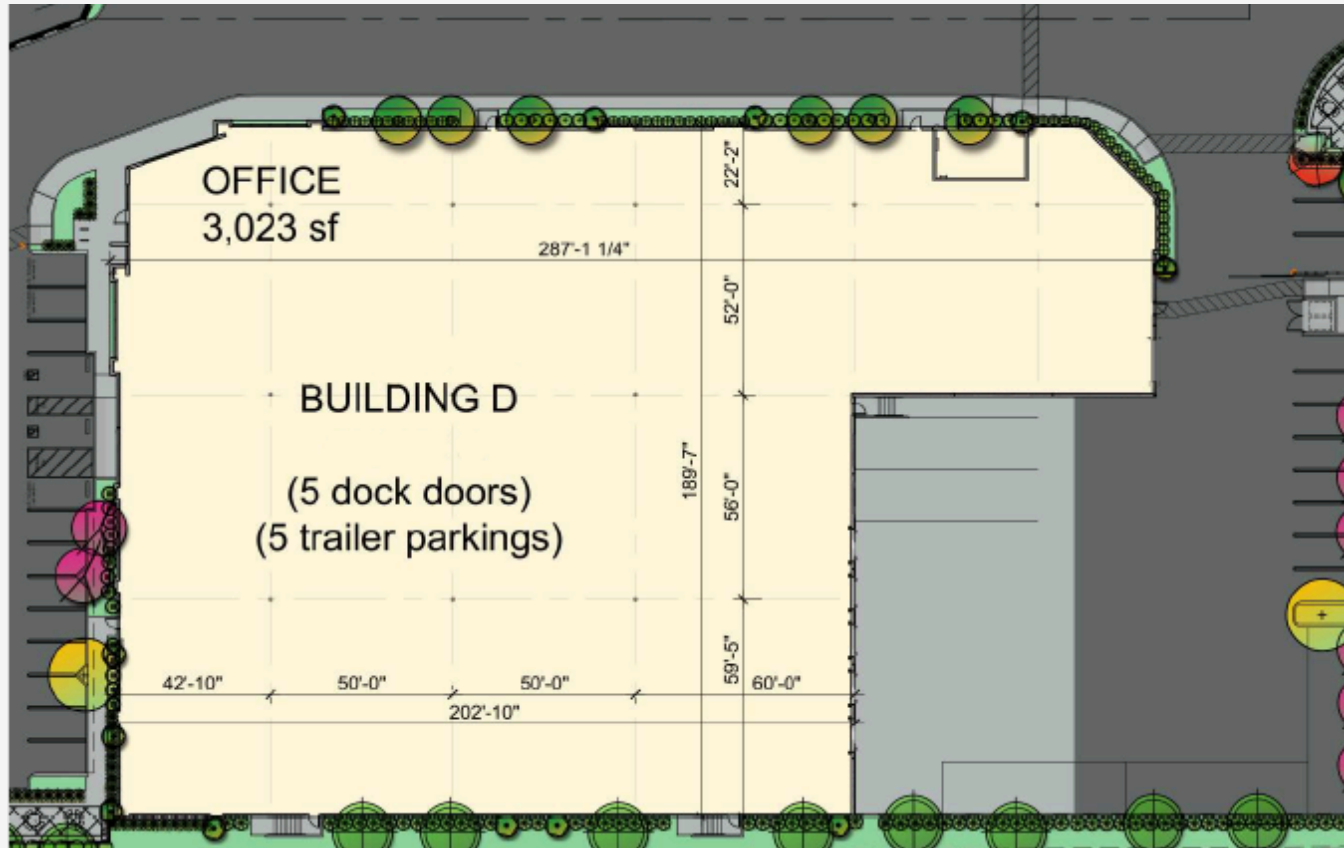 OFFICE
3,023 sf
22'-2"
287'-1 1/4"
52'-0"
BUILDING D
189'-7"
56'-0"
(5 dock doors)
(5 trailer parkings)
59'-5"
42'-10"
50'-0"
50'-0"
60'-0"
202'-10"